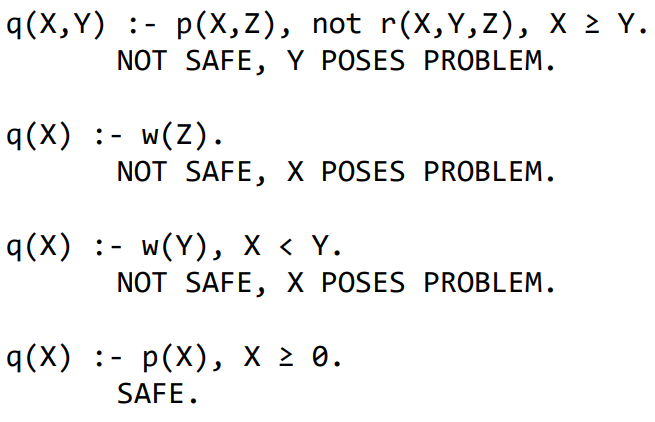 q(X,Y) :- p(X,Z), not r(X,Y,Z), X ≥ Y.
NOT SAFE, Y POSES PROBLEM.
q(X) :- w(Z).
NOT SAFE, X POSES PROBLEM.
q(X) :- w(Y), X < Y.
NOT SAFE, X POSES PROBLEM.
q(X) :- p(X), X ≥ 0.
SAFE.